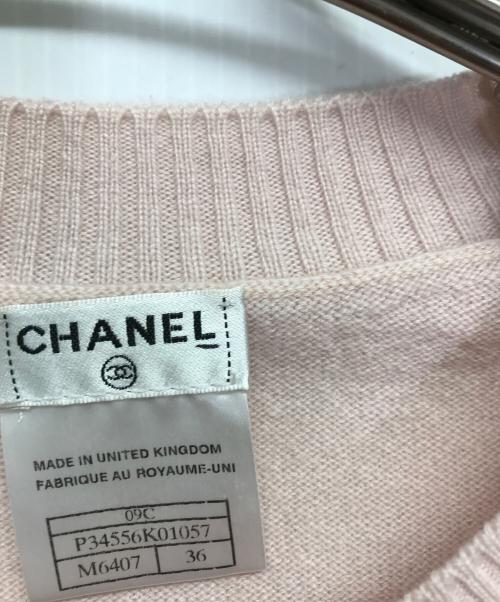 CHANEL
MADE IN UNITED KINGDOM
FABRIQUE AU ROYAUME-UNI
09C
P34556K01057
M6407 36